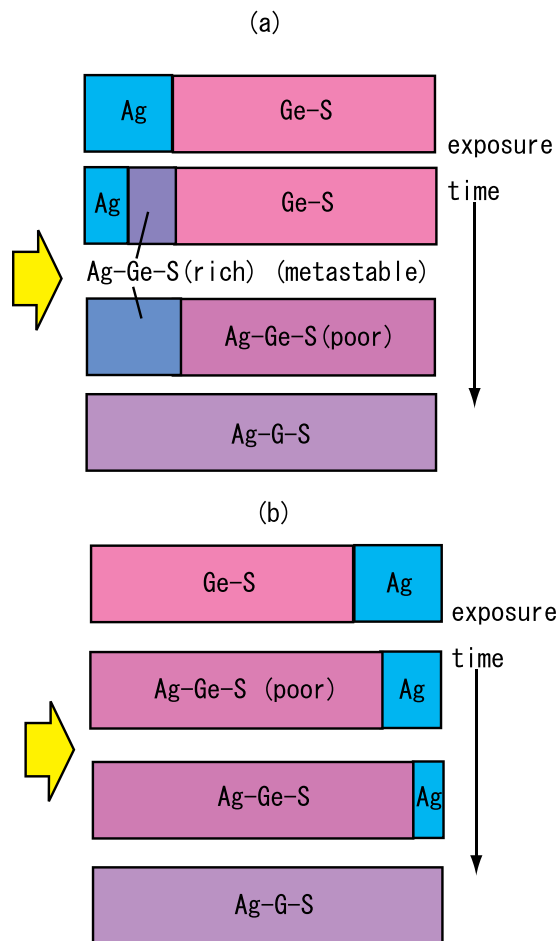 (a)
Ag Ge-S
exposure
Ag Ge-S
time
Ag-Ge-S(rich) (metastable)
Ag-Ge-S(poor)
Ag-G-S
(b)
Ge-S Ag
exposure
Ag-Ge-S (poor) Ag
time
Ag-Ge-S Ag
Ag-G-S